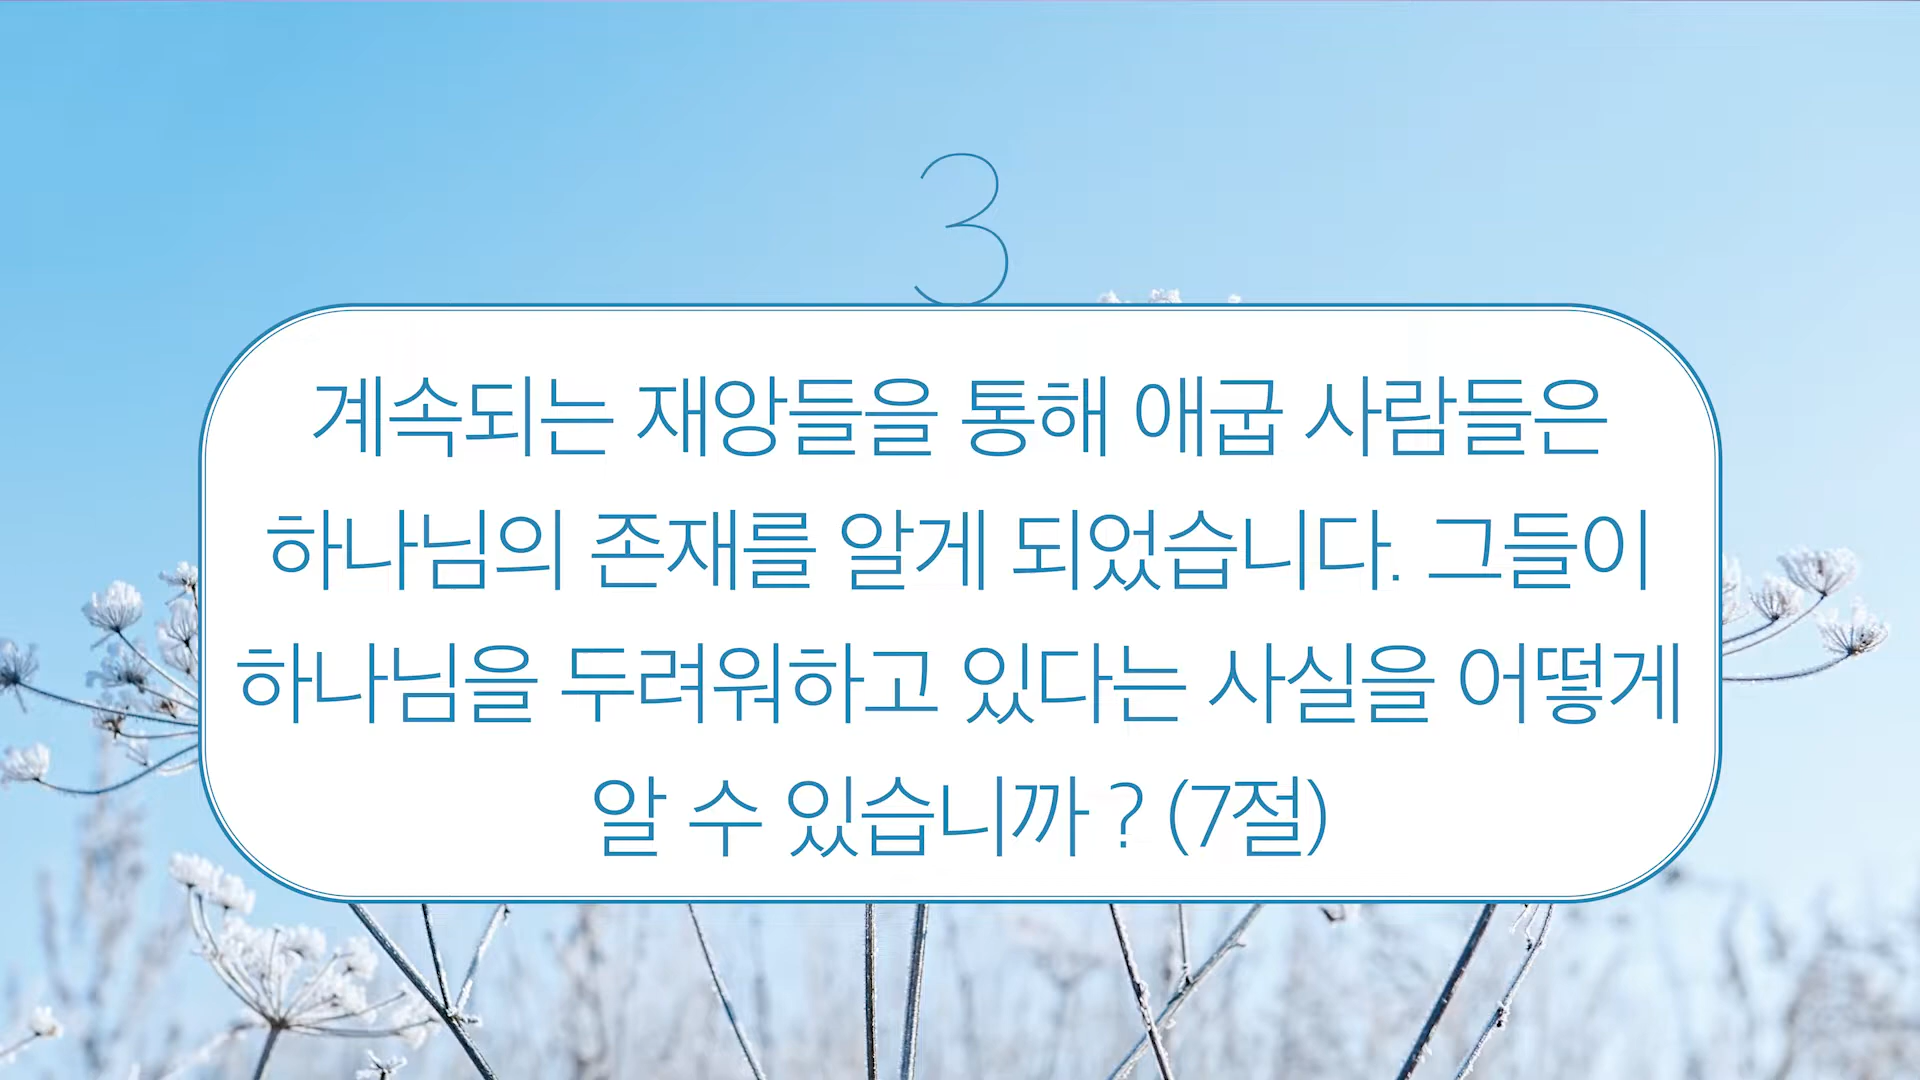 3
계속되는 재앙들을 통해 애굽 사람들은
하나님의 존재를 알게 되었습니다. 그들이
하나님을 두려워하고 있다는 사실을 어떻게
알 수 있습니까 ? (7절)